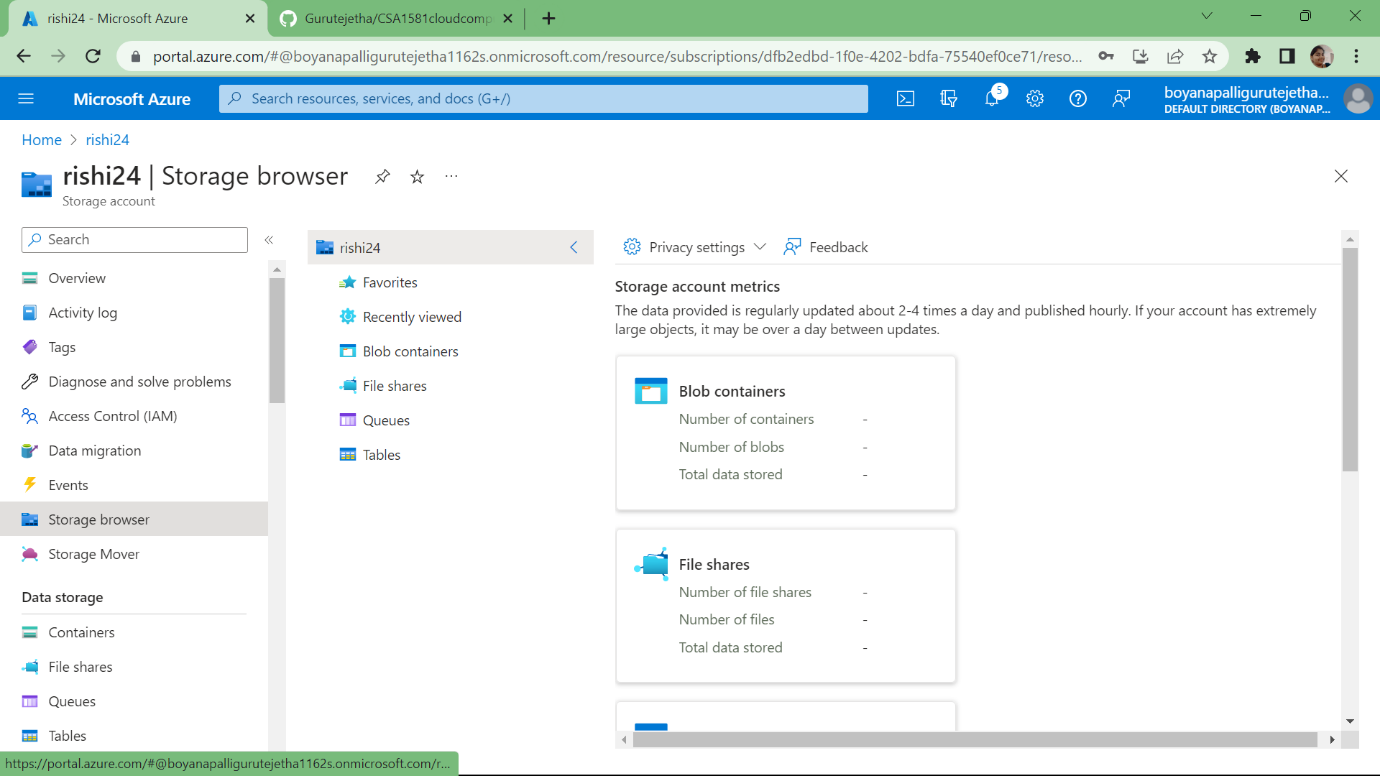 rishi24 - Microsoft Azure
Gurutejetha/CSA1581cloudcomp
portal.azure.com/#@boyanapalligurutejetha1162s.onmicrosoft.com/resource/subscriptions/dfb2edbd-1f0e-4202-bdfa-75540ef0ce71/reso...
Microsoft Azure
Search resources, services, and docs (G+/)
5
boyanapalligurutejetha...
DEFAULT DIRECTORY (BOYANAP...
Home > rishi24
rishi24 | Storage browser
Storage account
Search
Overview
Activity log
Tags
Diagnose and solve problems
Access Control (IAM)
Data migration
Events
Storage browser
Storage Mover
Data storage
Containers
File shares
Queues
Tables
rishi24
Favorites
Recently viewed
Blob containers
File shares
Queues
Tables
Privacy settings
Feedback
Storage account metrics
The data provided is regularly updated about 2-4 times a day and published hourly. If your account has extremely
large objects, it may be over a day between updates.
Blob containers
Number of containers -
Number of blobs -
Total data stored -
File shares
Number of file shares -
Number of files -
Total data stored -
https://portal.azure.com/#@boyanapalligurutejetha1162s.onmicrosoft.com/r...